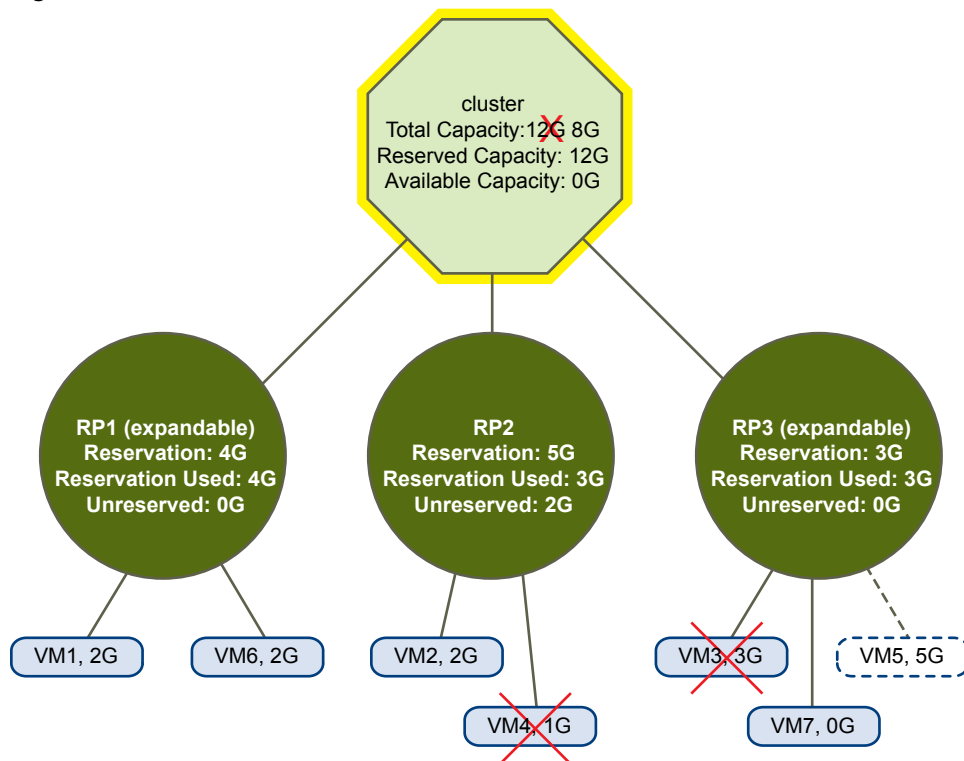 cluster
Total Capacity:12G 8G
Reserved Capacity: 12G
Available Capacity: 0G
RP1 (expandable)
Reservation: 4G
Reservation Used: 4G
Unreserved: 0G
RP2
Reservation: 5G
Reservation Used: 3G
Unreserved: 2G
RP3 (expandable)
Reservation: 3G
Reservation Used: 3G
Unreserved: 0G
VM1, 2G
VM6, 2G
VM2, 2G
VM3, 3G
VM5, 5G
VM4, 1G
VM7, 0G